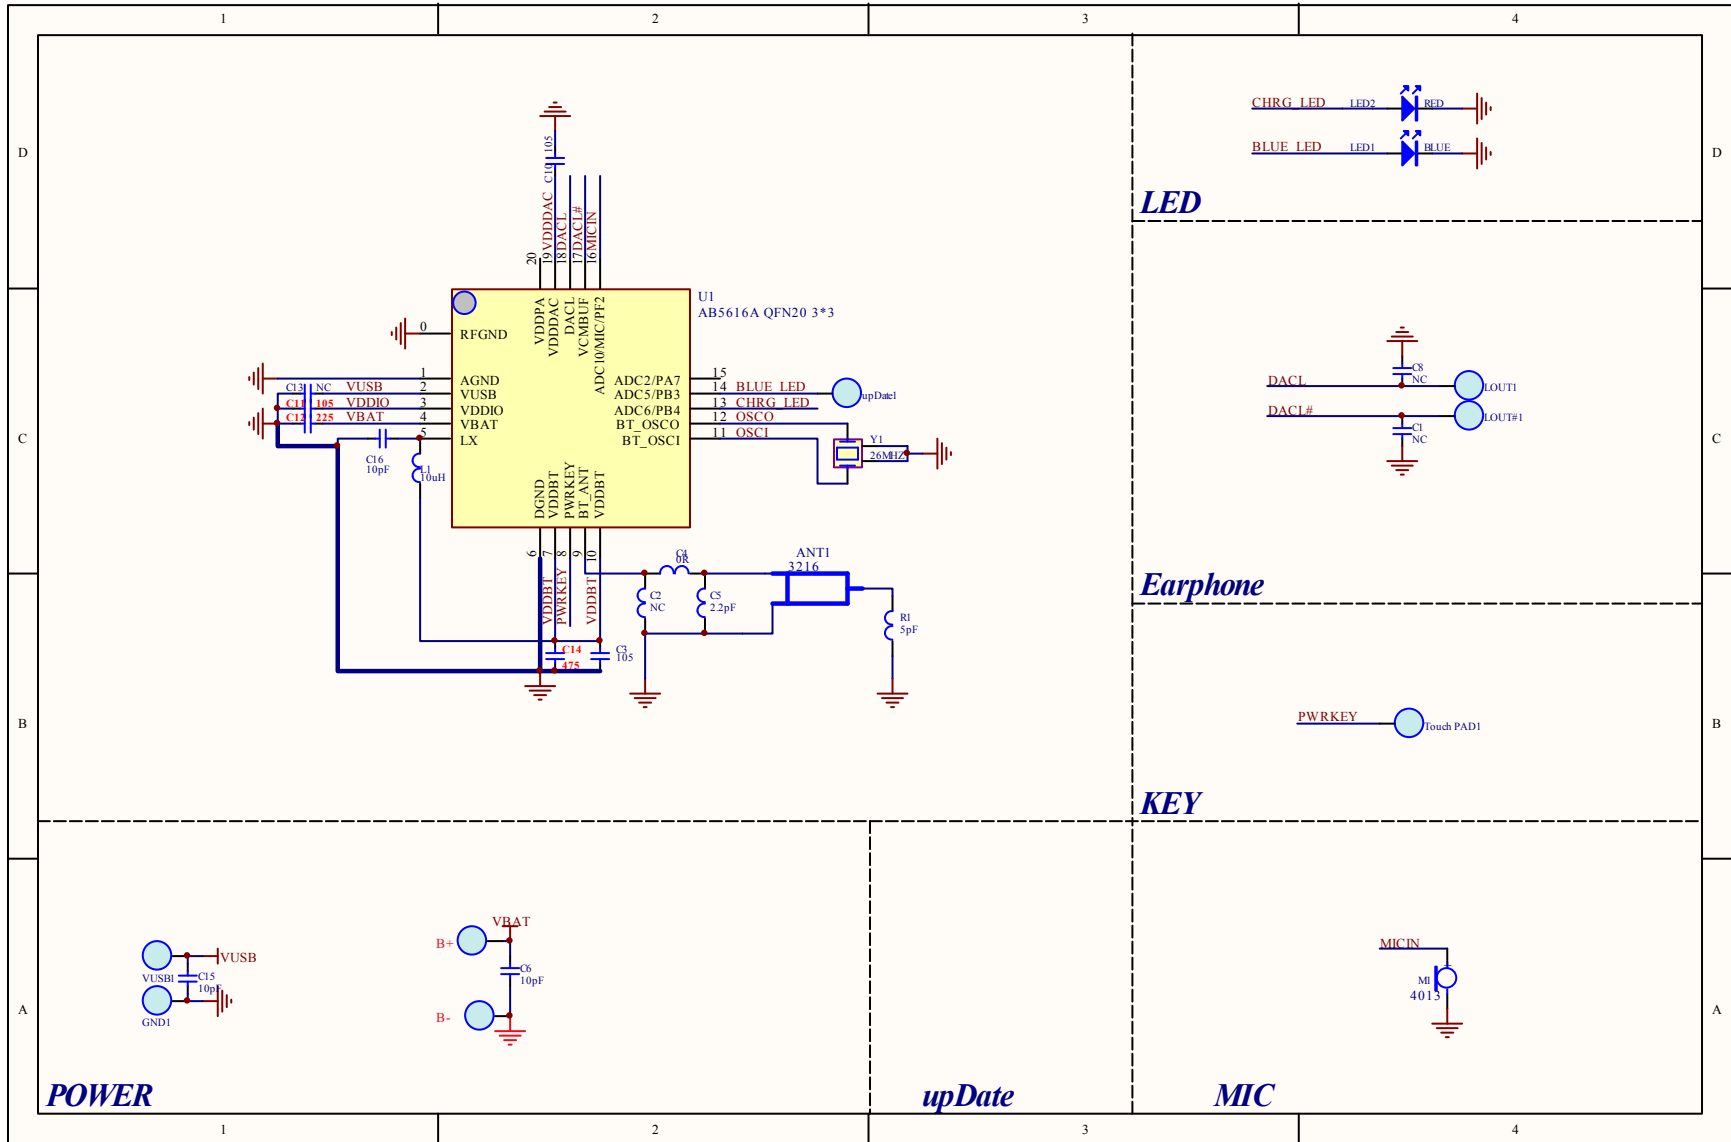 1 2 3 4
D
C
B
A
CHRG_LED LED2 RED
BLUE_LED LED1 BLUE
LED
D
C10 105
20
19 VDDDAC
18 DACL
17 DACL#
16 MICIN
U1
AB5616A QFN20 3*3
VDDPA
VDDDAC
DACL
VCMBUF
ADC10/MIC/PF2
0 RFGND
1 AGND
C13 NC VUSB 2 VUSB
C11 105 VDDIO 3 VDDIO
C12 225 VBAT 4 VBAT
5 LX
C16
10pF
L1
10uH
ADC2/PA7 15
ADC5/PB3 14 BLUE_LED
upDate1
ADC6/PB4 13 CHRG_LED
BT_OSCO 12 OSCO
BT_OSCI 11 OSCI
Y1
26MHZ
DGND
VDDBT
PWRKEY
BT_ANT
VDDBT
6
7 VDDBT
8 PWRKEY
9
10 VDDBT
C4
0R
C2
NC
C5
2.2pF
ANT1
3216
R1
5pF
C14
475
C3
105
C8
NC
DACL LOUT1
DACL# LOUT#1
C1
NC
Earphone
C
PWRKEY Touch PAD1
KEY
B
VUSB1
VUSB
C15
10pF
GND1
VBAT
B+
C6
10pF
B-
POWER
upDate
MICIN
+
M1
4013
MIC
A
1 2 3 4